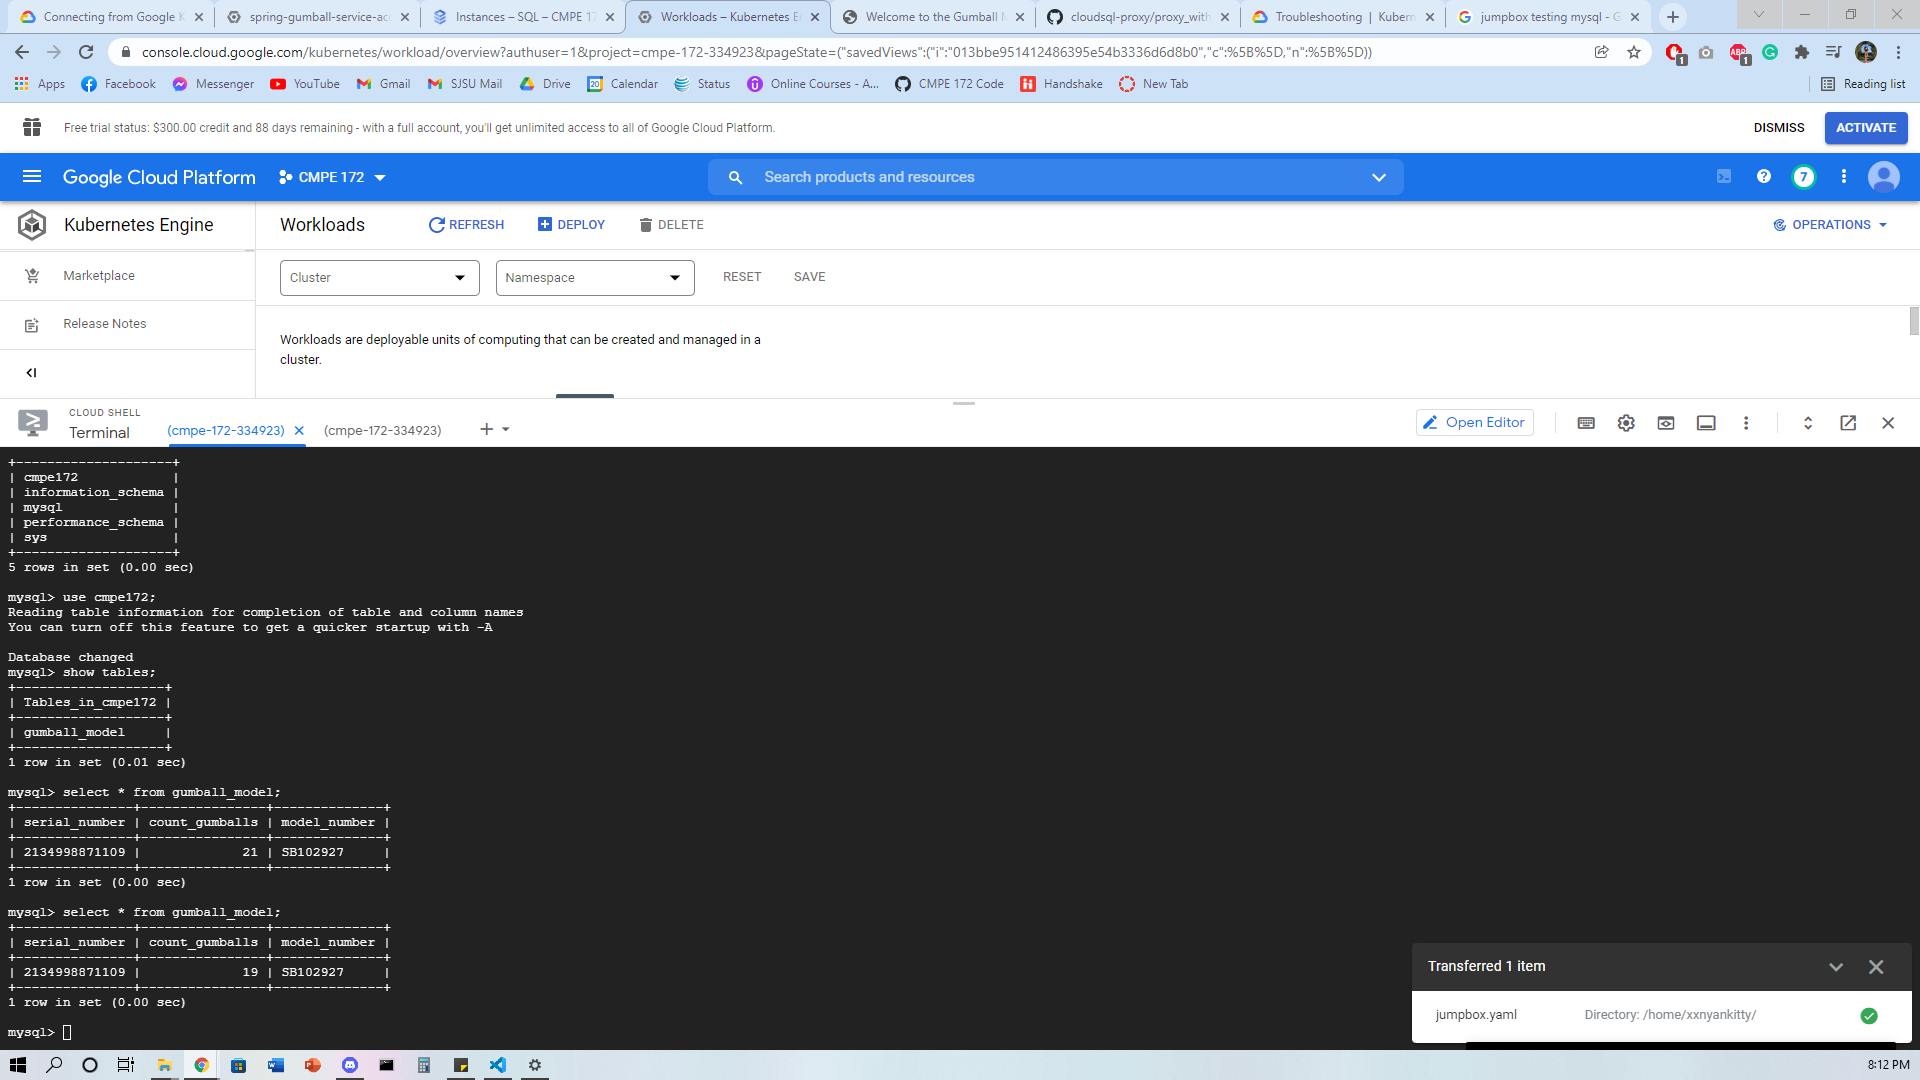 Connecting from Google K
spring-gumball-service-acc
Instances – SQL – CMPE 17
Workloads – Kubernetes En
Welcome to the Gumball M
cloudsql-proxy/proxy_with
Troubleshooting | Kubern
jumpbox testing mysql - G
console.cloud.google.com/kubernetes/workload/overview?authuser=1&project=cmpe-172-334923&pageState=("savedViews":("i":"013bbe951412486395e54b3336d6d8b0","c":%5B%5D,"n":%5B%5D))
Apps Facebook Messenger YouTube Gmail SJSU Mail Drive Calendar Status Online Courses - A... CMPE 172 Code Handshake New Tab Reading list
Free trial status: $300.00 credit and 88 days remaining - with a full account, you'll get unlimited access to all of Google Cloud Platform.
DISMISS ACTIVATE
Google Cloud Platform CMPE 172 Search products and resources 7
Kubernetes Engine Workloads REFRESH DEPLOY DELETE OPERATIONS
Marketplace
Release Notes
Cluster Namespace RESET SAVE
Workloads are deployable units of computing that can be created and managed in a
cluster.
CLOUD SHELL
Terminal (cmpe-172-334923) (cmpe-172-334923) Open Editor
+--------------------+
| cmpe172            |
| information_schema |
| mysql              |
| performance_schema |
| sys                |
+--------------------+
5 rows in set (0.00 sec)
mysql> use cmpe172;
Reading table information for completion of table and column names
You can turn off this feature to get a quicker startup with -A
Database changed
mysql> show tables;
+-------------------+
| Tables_in_cmpe172 |
+-------------------+
| gumball_model     |
+-------------------+
1 row in set (0.01 sec)
mysql> select * from gumball_model;
+---------------+----------------+--------------+
| serial_number | count_gumballs | model_number |
+---------------+----------------+--------------+
| 2134998871109 |             21 | SB102927     |
+---------------+----------------+--------------+
1 row in set (0.00 sec)
mysql> select * from gumball_model;
+---------------+----------------+--------------+
| serial_number | count_gumballs | model_number |
+---------------+----------------+--------------+
| 2134998871109 |             19 | SB102927     |
+---------------+----------------+--------------+
1 row in set (0.00 sec)
mysql>
Transferred 1 item
jumpbox.yaml Directory: /home/xxnyankitty/
8:12 PM